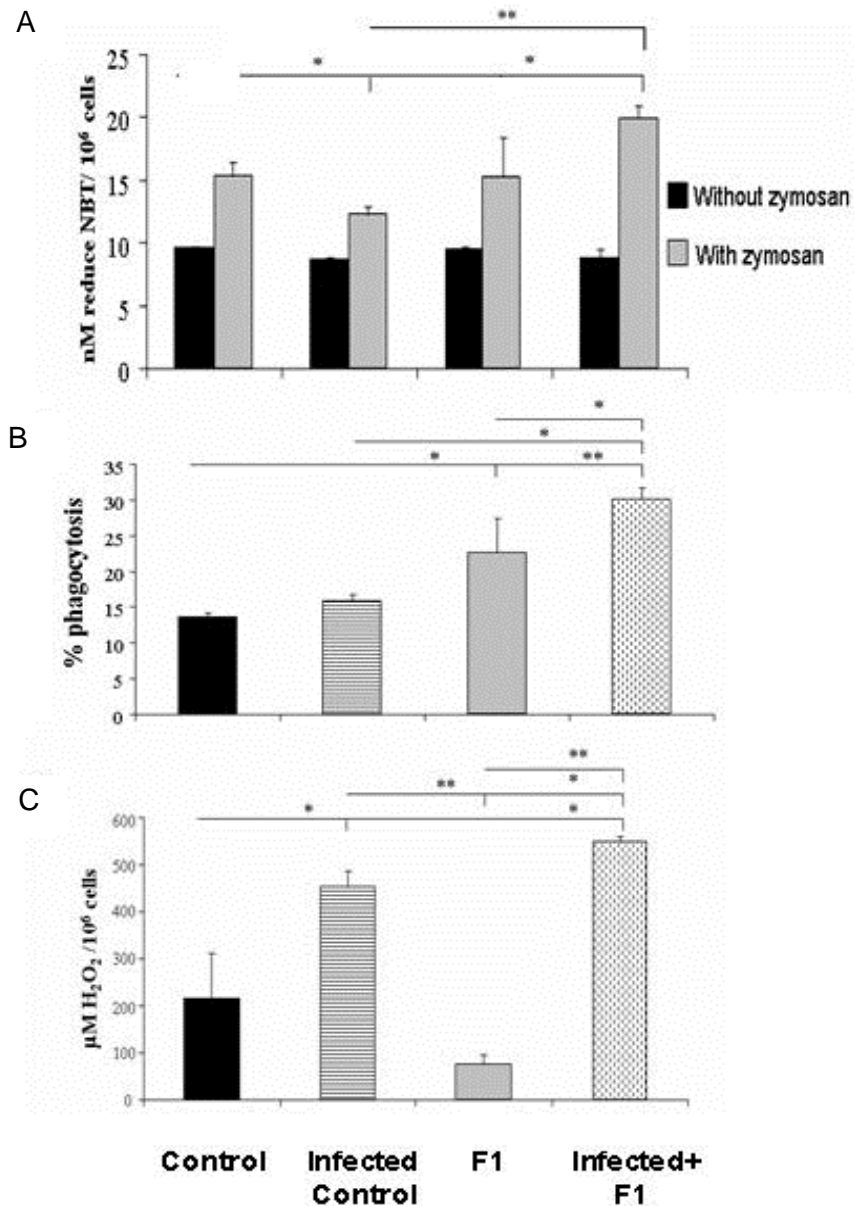 A
**
* *
25
20
15
10
5
0
nM reduce NBT/ 10⁶ cells
Without zymosan
With zymosan
B
*
*
* **
35
30
25
20
15
10
5
0
% phagocytosis
C
**
** *
* *
600
500
400
300
200
100
0
µM H₂O₂ /10⁶ cells
Control
Infected
Control
F1
Infected+
F1